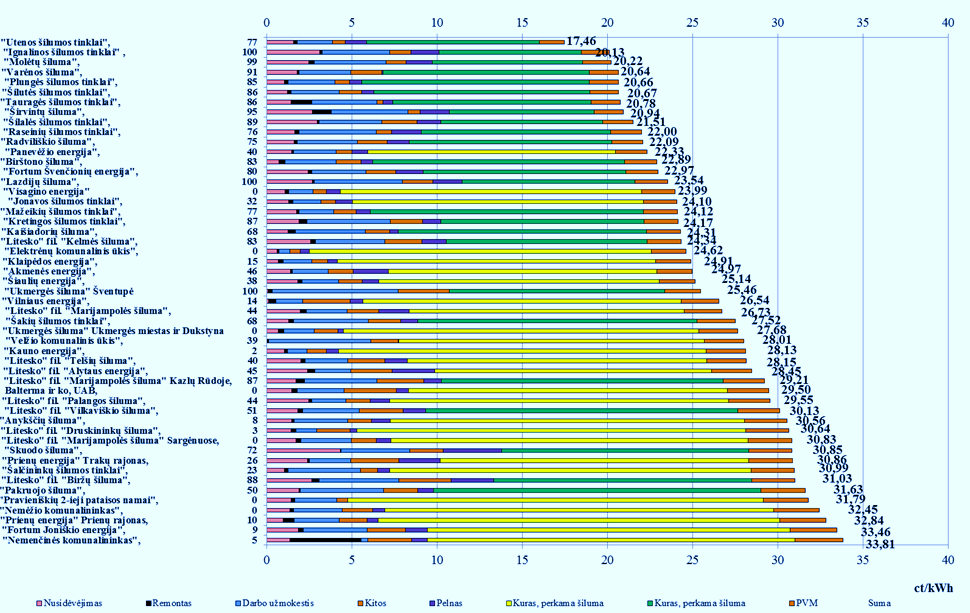 0 5 10 15 20 25 30 35 40
"Utenos šilumos tinklai", 77 17,46
"Ignalinos šilumos tinklai" , 100 20,13
"Molėtų šiluma", 99 20,22
"Varėnos šiluma", 91 20,64
"Plungės šilumos tinklai", 85 20,66
"Šilutės šilumos tinklai", 86 20,67
"Tauragės šilumos tinklai", 86 20,78
"Širvintų šiluma", 95 20,94
"Šilalės šilumos tinklai", 89 21,51
"Raseinių šilumos tinklai", 76 22,00
"Radviliškio šiluma", 75 22,09
"Panevėžio energija", 40 22,33
"Birštono šiluma", 83 22,89
"Fortum Švenčionių energija", 80 22,97
"Lazdijų šiluma", 100 23,54
"Visagino energija" 0 23,99
"Jonavos šilumos tinklai", 32 24,10
"Mažeikių šilumos tinklai", 77 24,12
"Kretingos šilumos tinklai", 87 24,17
"Kaišiadorių šiluma", 68 24,31
"Litesko" fil. "Kelmės šiluma", 83 24,34
"Elektrėnų komunalinis ūkis", 0 24,62
"Klaipėdos energija", 15 24,91
"Akmenės energija", 46 24,97
"Šiaulių energija", 38 25,14
"Ukmergės šiluma" Šventupė 100 25,46
"Vilniaus energija", 14 26,54
"Litesko" fil. "Marijampolės šiluma", 44 26,73
"Šakių šilumos tinklai", 68 27,52
"Ukmergės šiluma" Ukmergės miestas ir Dukstyna 27,68
"Velžio komunalinis ūkis", 39 28,01
"Kauno energija", 2 28,13
"Litesko" fil. "Telšių šiluma", 40 28,15
"Litesko" fil. "Alytaus energija", 45 28,45
"Litesko" fil. "Marijampolės šiluma" Kazlų Rūdoje, 87 29,21
Balterma ir ko, UAB, 0 29,50
"Litesko" fil. "Palangos šiluma", 44 29,55
"Litesko" fil. "Vilkaviškio šiluma", 51 30,13
"Anykščių šiluma", 8 30,56
"Litesko" fil. "Druskininkų šiluma", 3 30,64
"Litesko" fil. "Marijampolės šiluma" Sargėnuose, 0 30,83
"Skuodo šiluma", 72 30,85
"Prienų energija" Trakų rajonas, 26 30,86
"Šalčininkų šilumos tinklai", 23 30,99
"Litesko" fil. "Biržų šiluma", 88 31,03
"Pakruojo šiluma", 50 31,63
"Pravieniškių 2-ieji pataisos namai", 0 31,79
"Nemėžio komunalininkas", 0 32,45
"Prienų energija" Prienų rajonas, 10 32,84
"Fortum Joniškio energija", 9 33,46
"Nemenčinės komunalininkas", 5 33,81
0 5 10 15 20 25 30 35 40
ct/kWh
Nusidėvėjimas Remontas Darbo užmokestis Kitos Pelnas Kuras, perkama šiluma Kuras, perkama šiluma PVM Suma